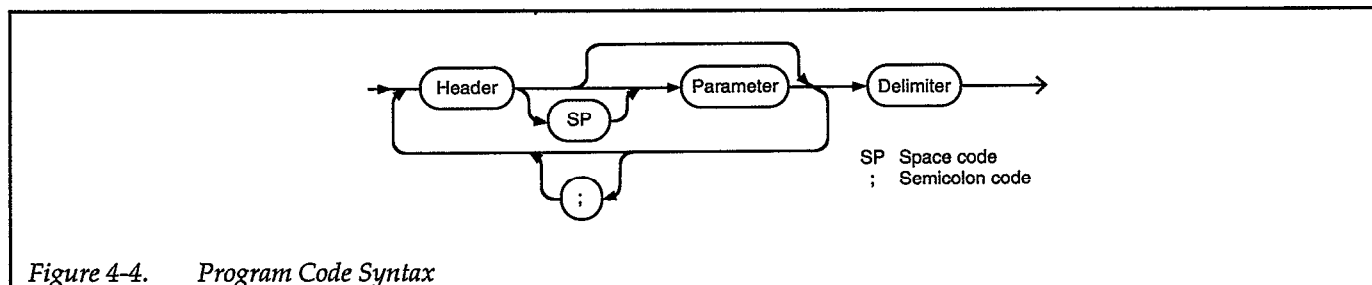 Header
SP
Parameter
Delimiter
;
SP Space code
; Semicolon code
Figure 4-4. Program Code Syntax